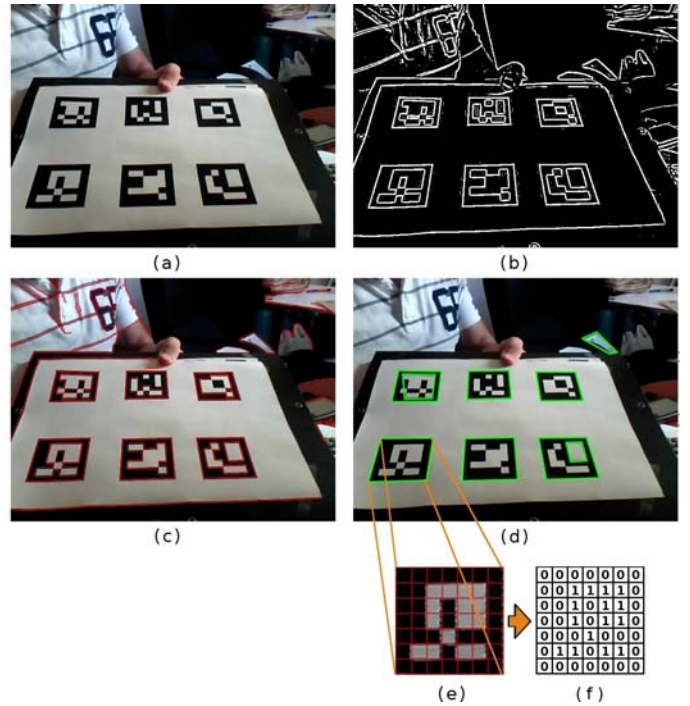 (a)
(b)
(c)
(d)
0 0 0 0 0 0 0
0 0 1 1 1 1 0
0 0 1 0 1 1 0
0 0 1 0 1 1 0
0 0 0 1 0 0 0
0 1 1 0 1 1 0
0 0 0 0 0 0 0
(e)
(f)